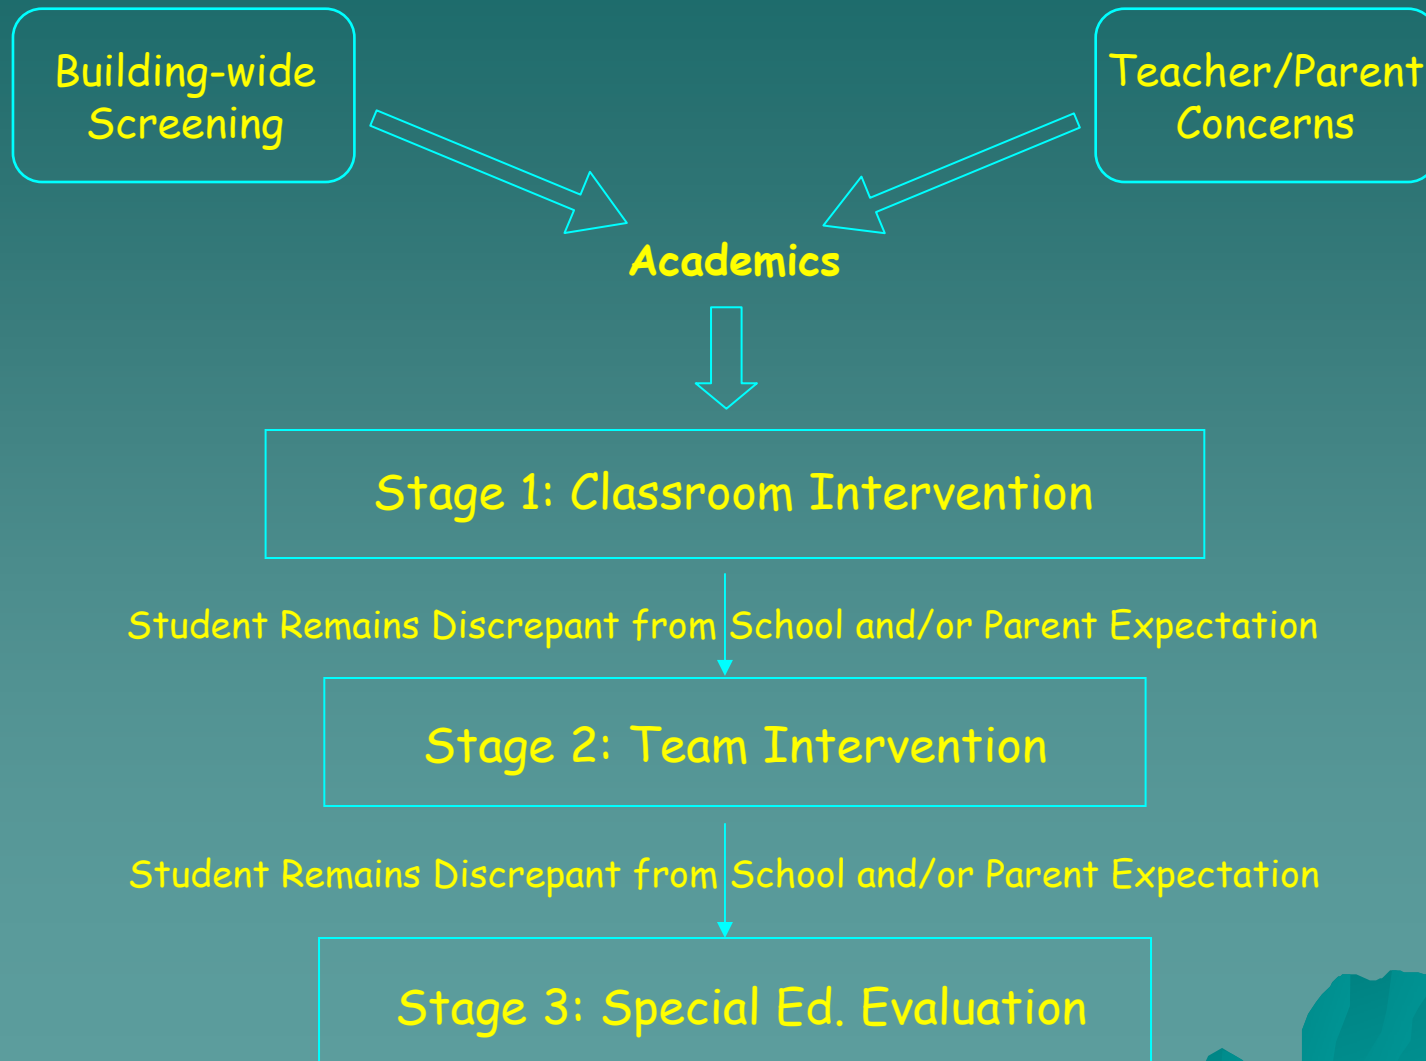 Building-wide
Screening
Teacher/Parent
Concerns
Academics
Stage 1: Classroom Intervention
Student Remains Discrepant from School and/or Parent Expectation
Stage 2: Team Intervention
Student Remains Discrepant from School and/or Parent Expectation
Stage 3: Special Ed. Evaluation